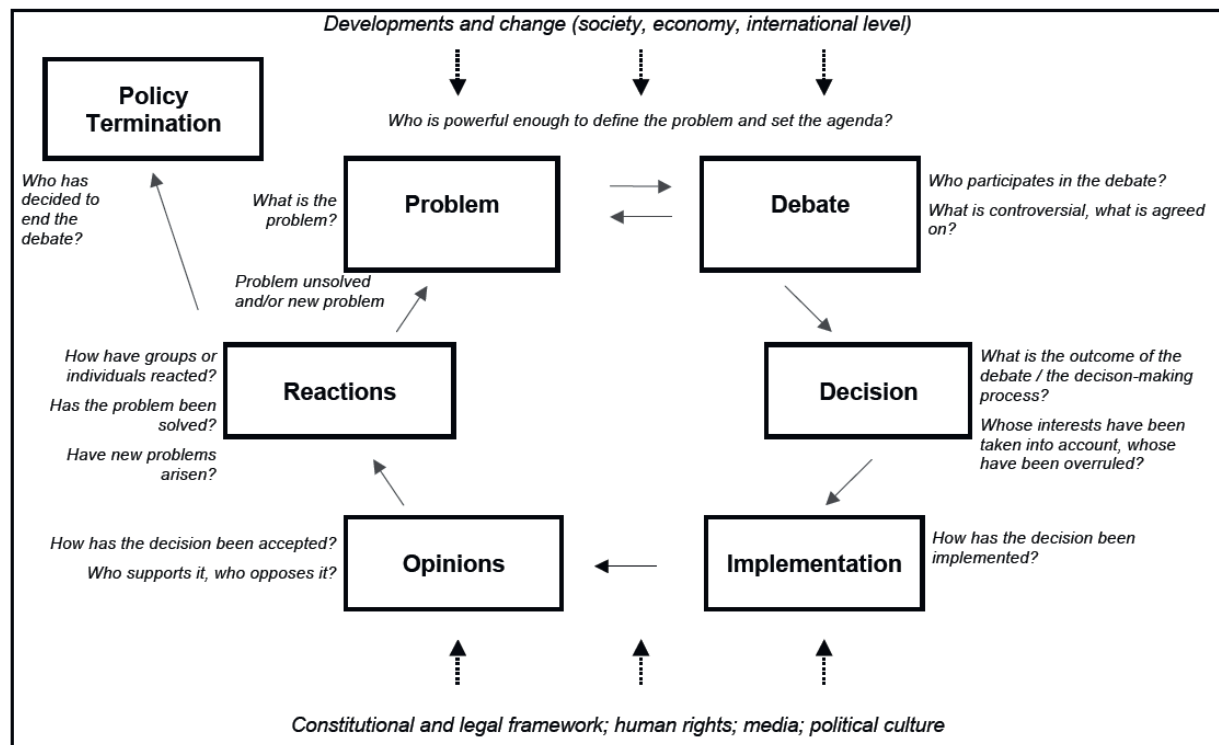 Developments and change (society, economy, international level)
Policy
Termination
Who is powerful enough to define the problem and set the agenda?
Who has
decided to
end the
debate?
What is the
problem?
Problem
Debate
Who participates in the debate?
What is controversial, what is agreed
on?
Problem unsolved
and/or new problem
How have groups or
individuals reacted?
Has the problem been
solved?
Have new problems
arisen?
Reactions
Decision
What is the outcome of the
debate / the decison-making
process?
Whose interests have been
taken into account, whose
have been overruled?
How has the decision been accepted?
Who supports it, who opposes it?
Opinions
Implementation
How has the decision been
implemented?
Constitutional and legal framework; human rights; media; political culture